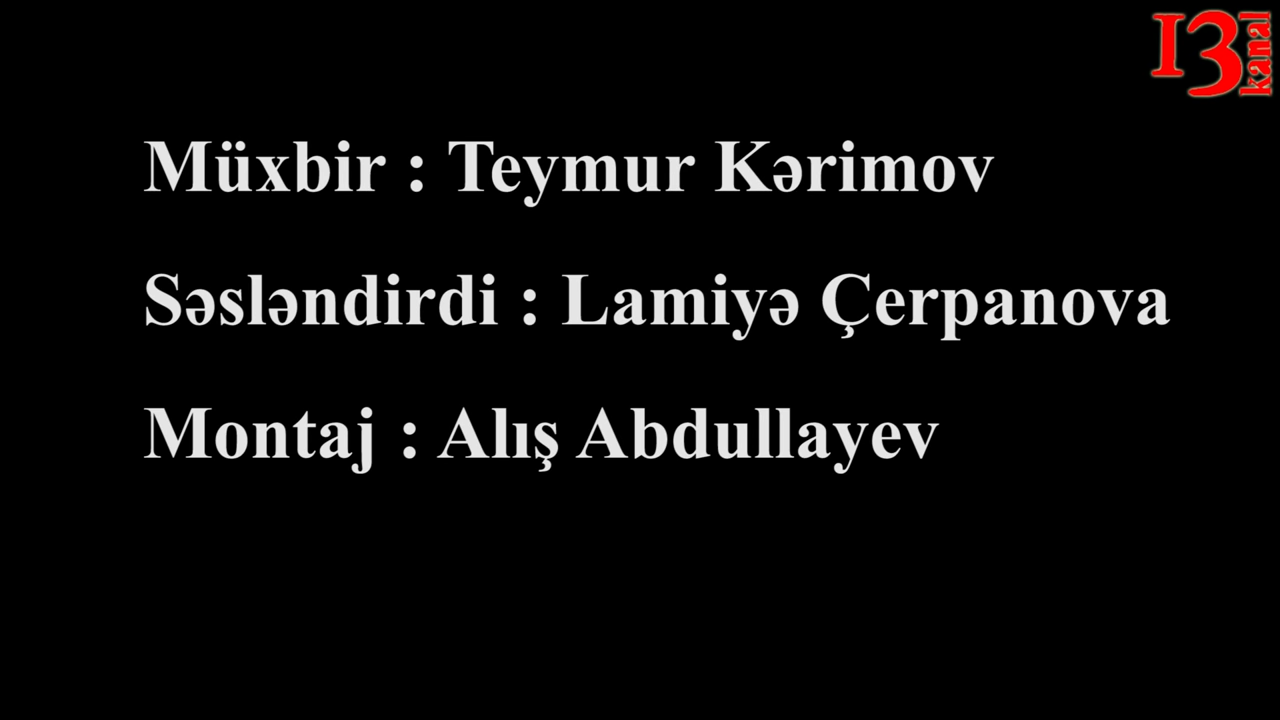 13 kanal
Müxbir : Teymur Kərimov
Səsləndirdi : Lamiyə Çerpanova
Montaj : Alış Abdullayev